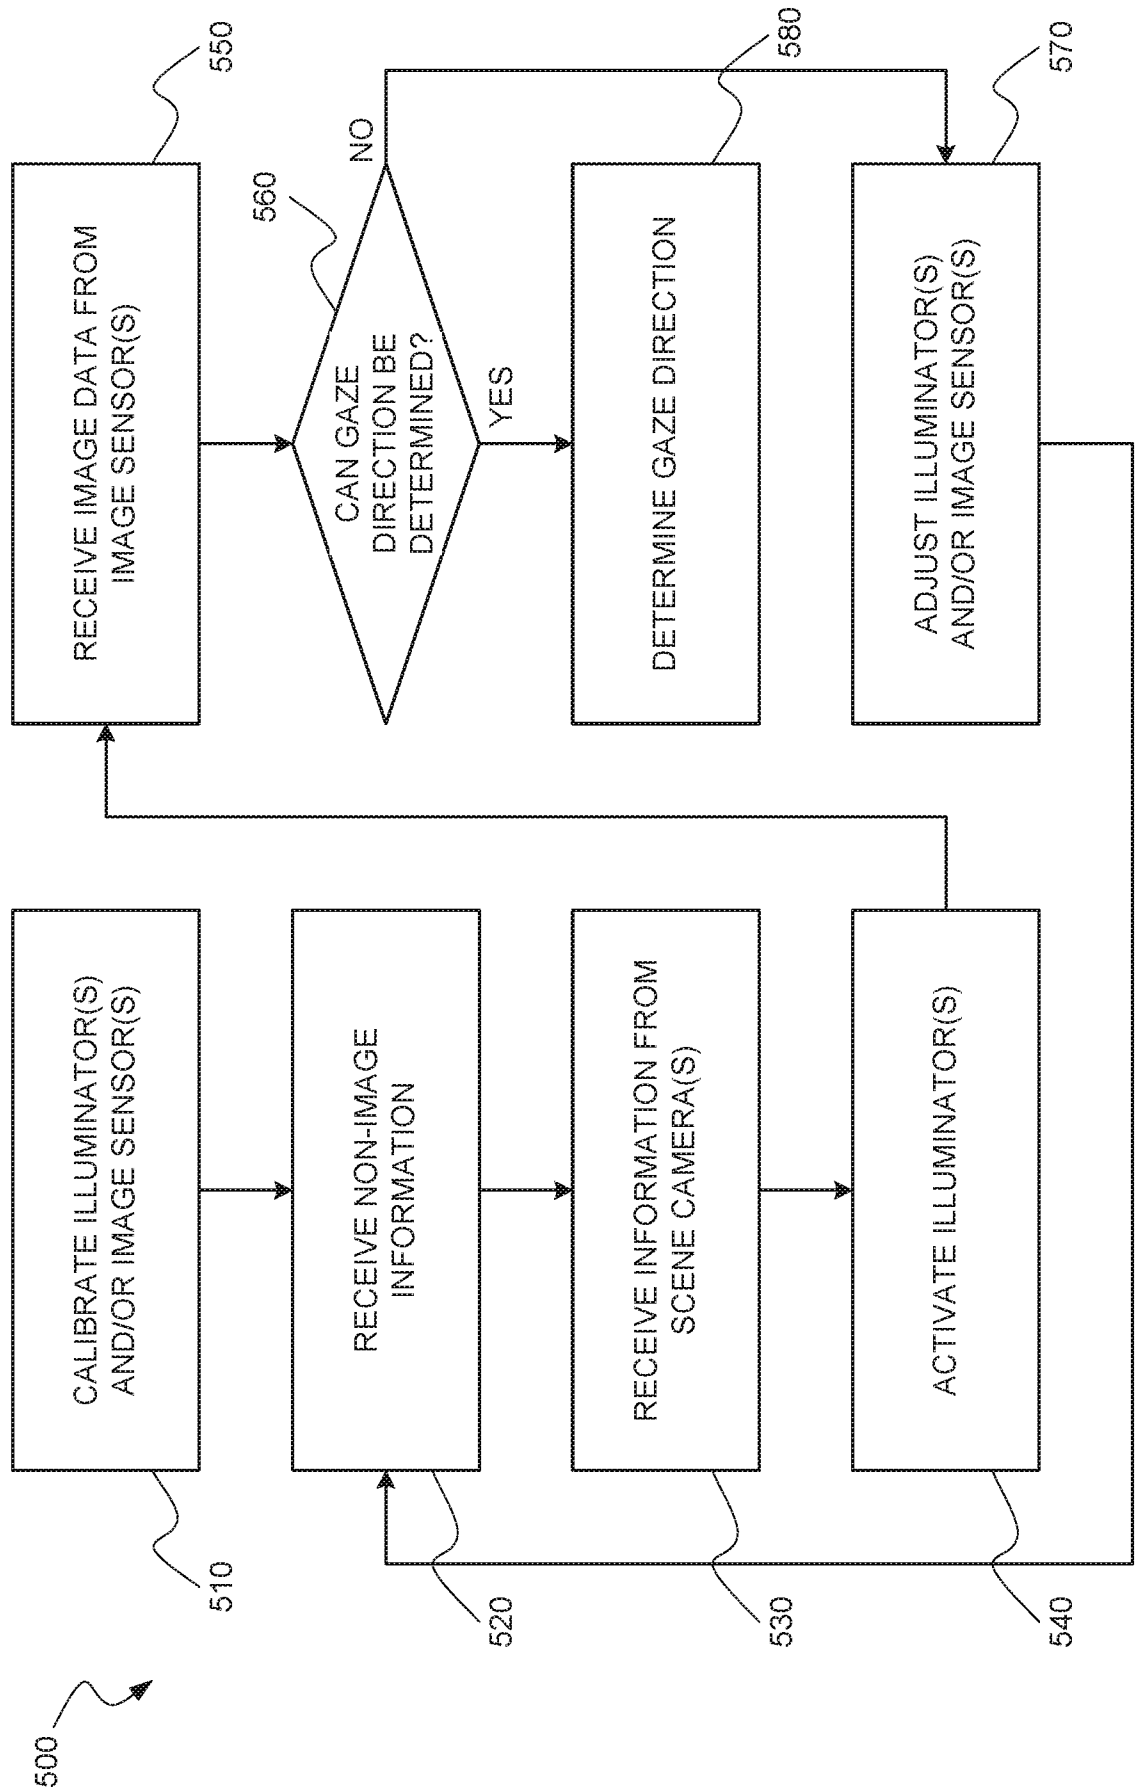 500
510
CALIBRATE ILLUMINATOR(S)
AND/OR IMAGE SENSOR(S)
520
RECEIVE NON-IMAGE
INFORMATION
530
RECEIVE INFORMATION FROM
SCENE CAMERA(S)
540
ACTIVATE ILLUMINATOR(S)
550
RECEIVE IMAGE DATA FROM
IMAGE SENSOR(S)
560
CAN GAZE
DIRECTION BE
DETERMINED?
NO
YES
580
DETERMINE GAZE DIRECTION
570
ADJUST ILLUMINATOR(S)
AND/OR IMAGE SENSOR(S)